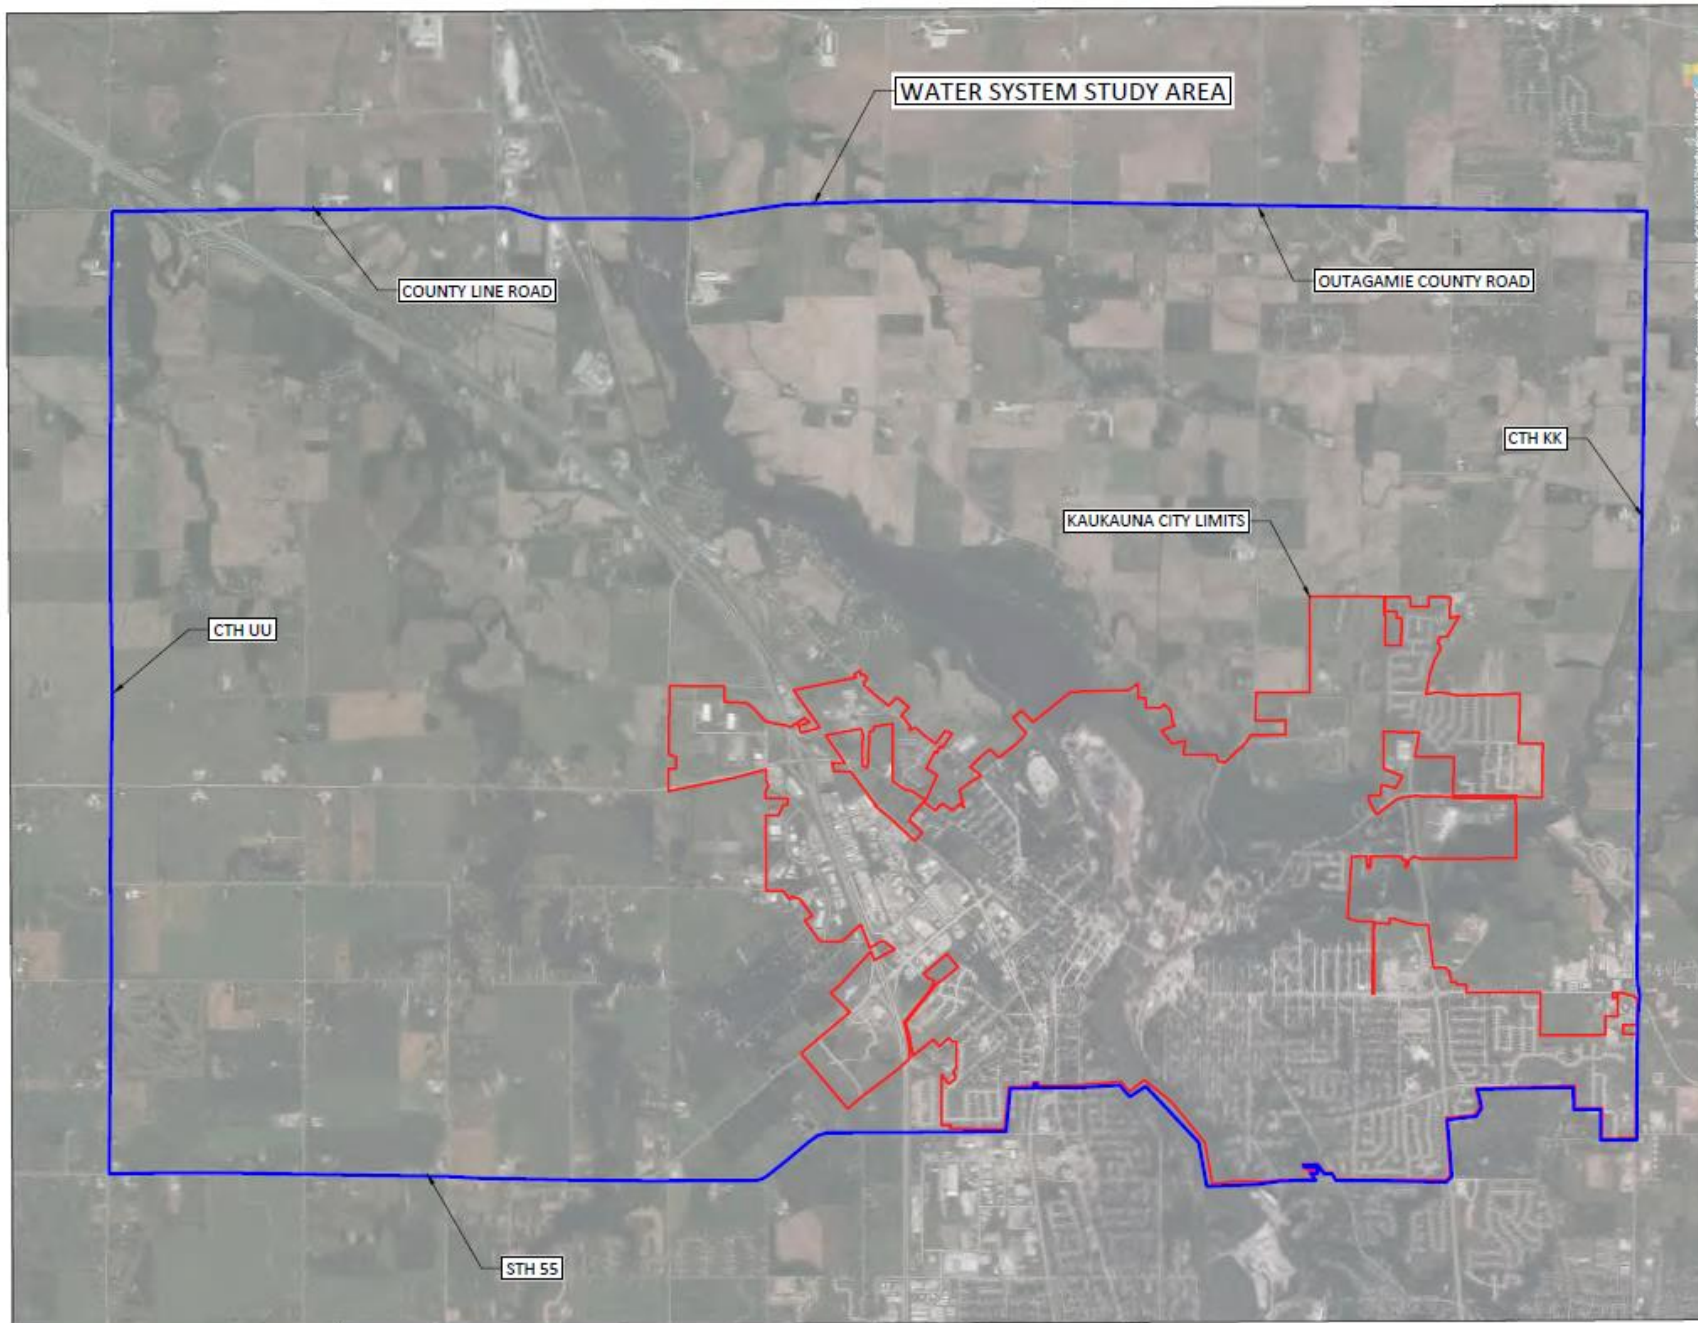 WATER SYSTEM STUDY AREA
COUNTY LINE ROAD
OUTAGAMIE COUNTY ROAD
CTH KK
KAUKAUNA CITY LIMITS
CTH UU
STH 55